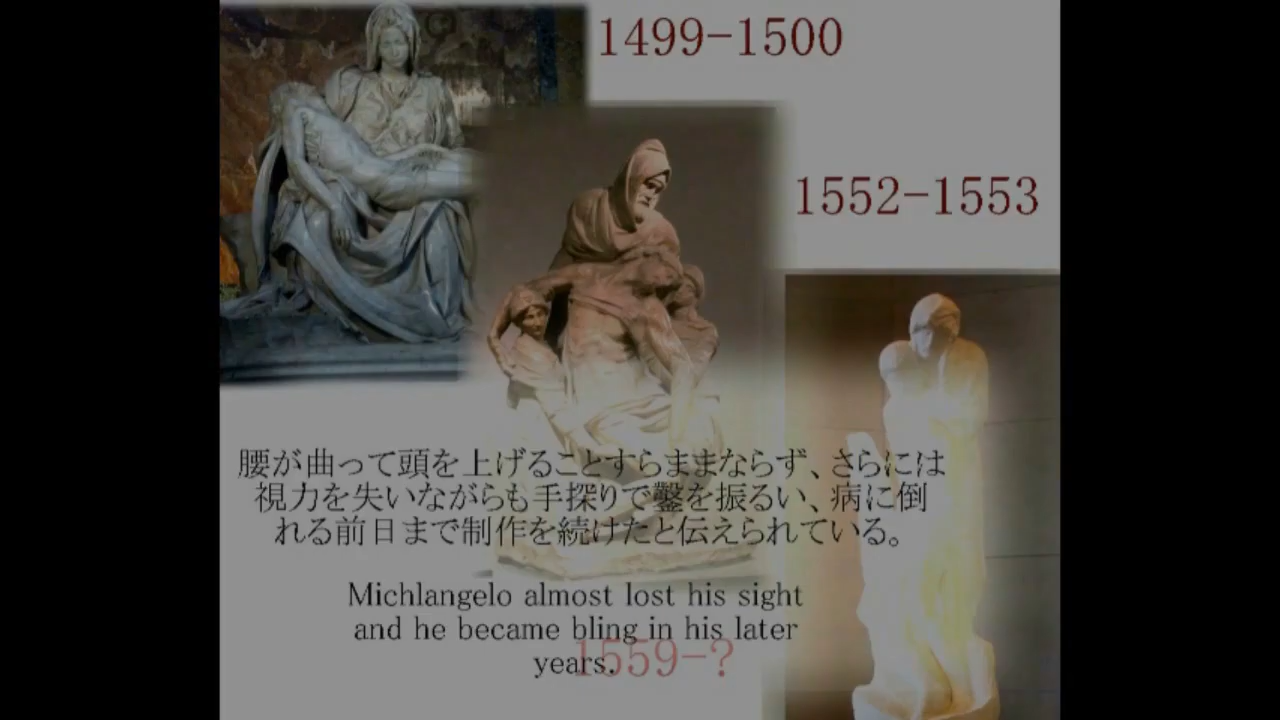 1499-1500
1552-1553
腰が曲って頭を上げることすらままならず、さらには
視力を失いながらも手探りで鑿を振るい、病に倒
れる前日まで制作を続けたと伝えられている。
Michlangelo almost lost his sight
and he became bling in his later
years.
1559-?